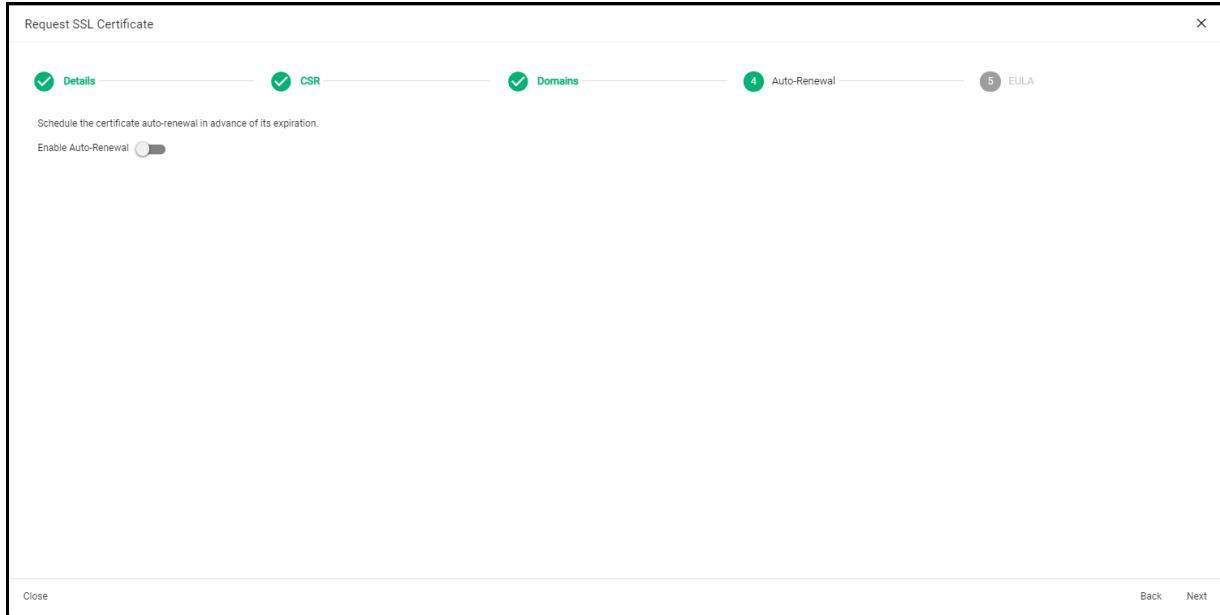 Request SSL Certificate
Details CSR Domains 4 Auto-Renewal 5 EULA
Schedule the certificate auto-renewal in advance of its expiration.
Enable Auto-Renewal
Close Back Next